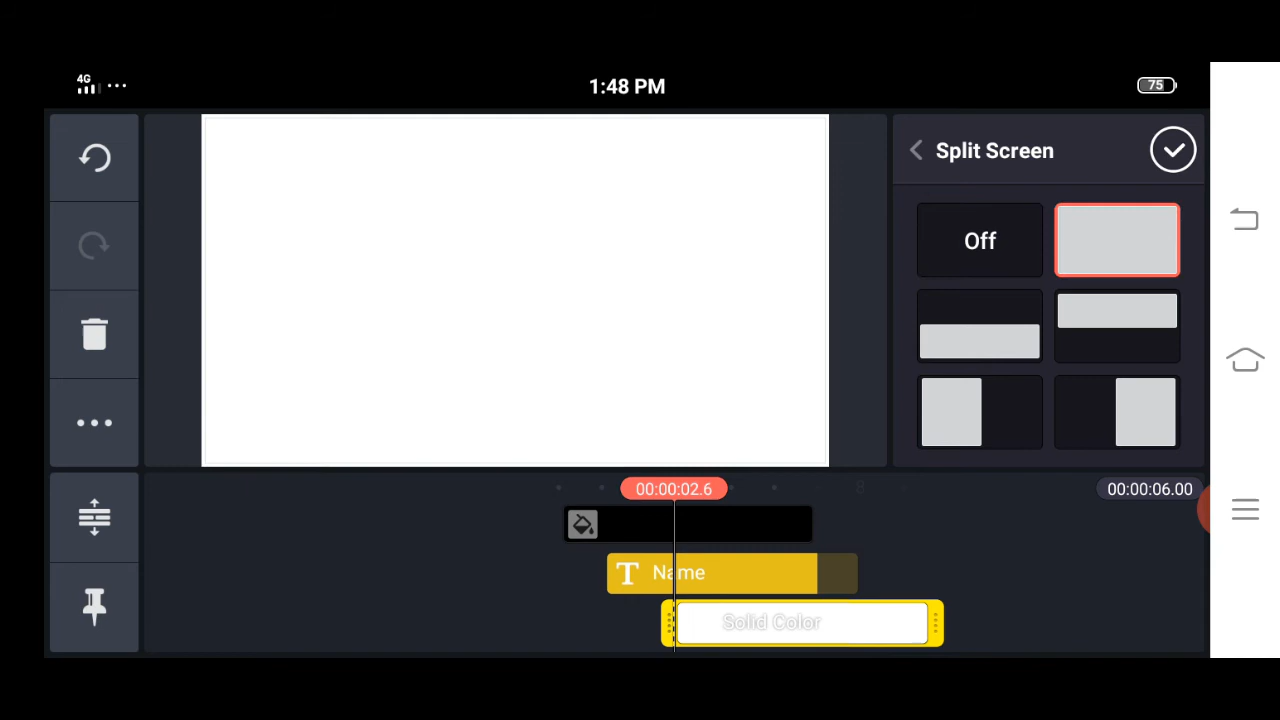 4G
1:48 PM
75
Split Screen
Off
00:00:02.6
8
00:00:06.00
T Name
Solid Color